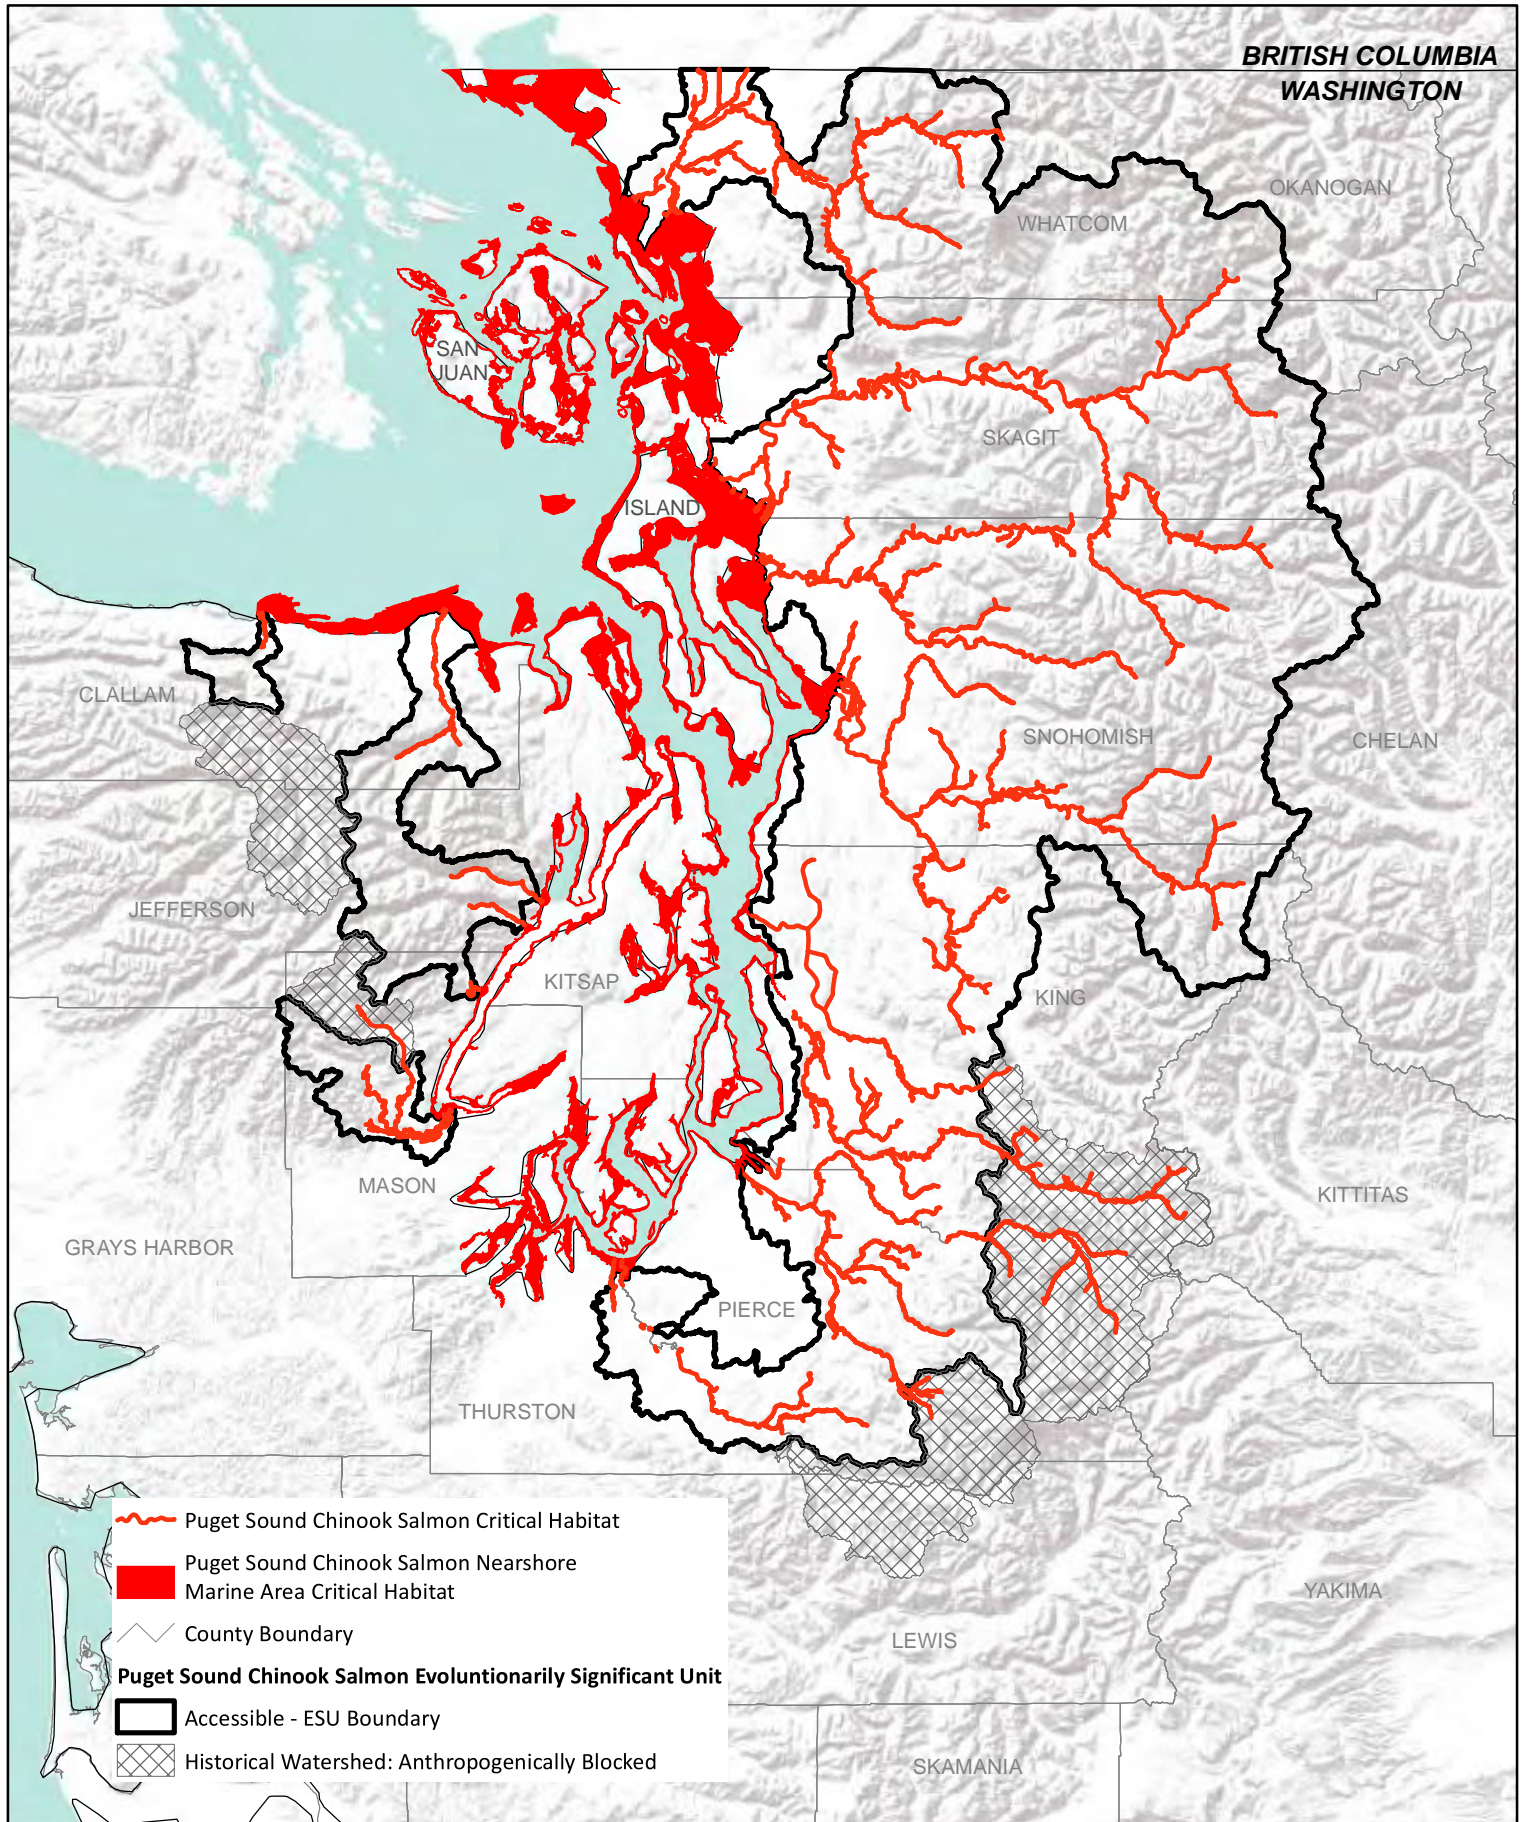 BRITISH COLUMBIA
WASHINGTON
OKANOGAN
WHATCOM
SAN
JUAN
SKAGIT
ISLAND
CLALLAM
SNOHOMISH
CHELAN
JEFFERSON
KITSAP
KING
MASON
KITTITAS
GRAYS HARBOR
PIERCE
THURSTON
Puget Sound Chinook Salmon Critical Habitat
Puget Sound Chinook Salmon Nearshore
Marine Area Critical Habitat
County Boundary
Puget Sound Chinook Salmon Evoluntionarily Significant Unit
Accessible - ESU Boundary
Historical Watershed: Anthropogenically Blocked
YAKIMA
LEWIS
SKAMANIA